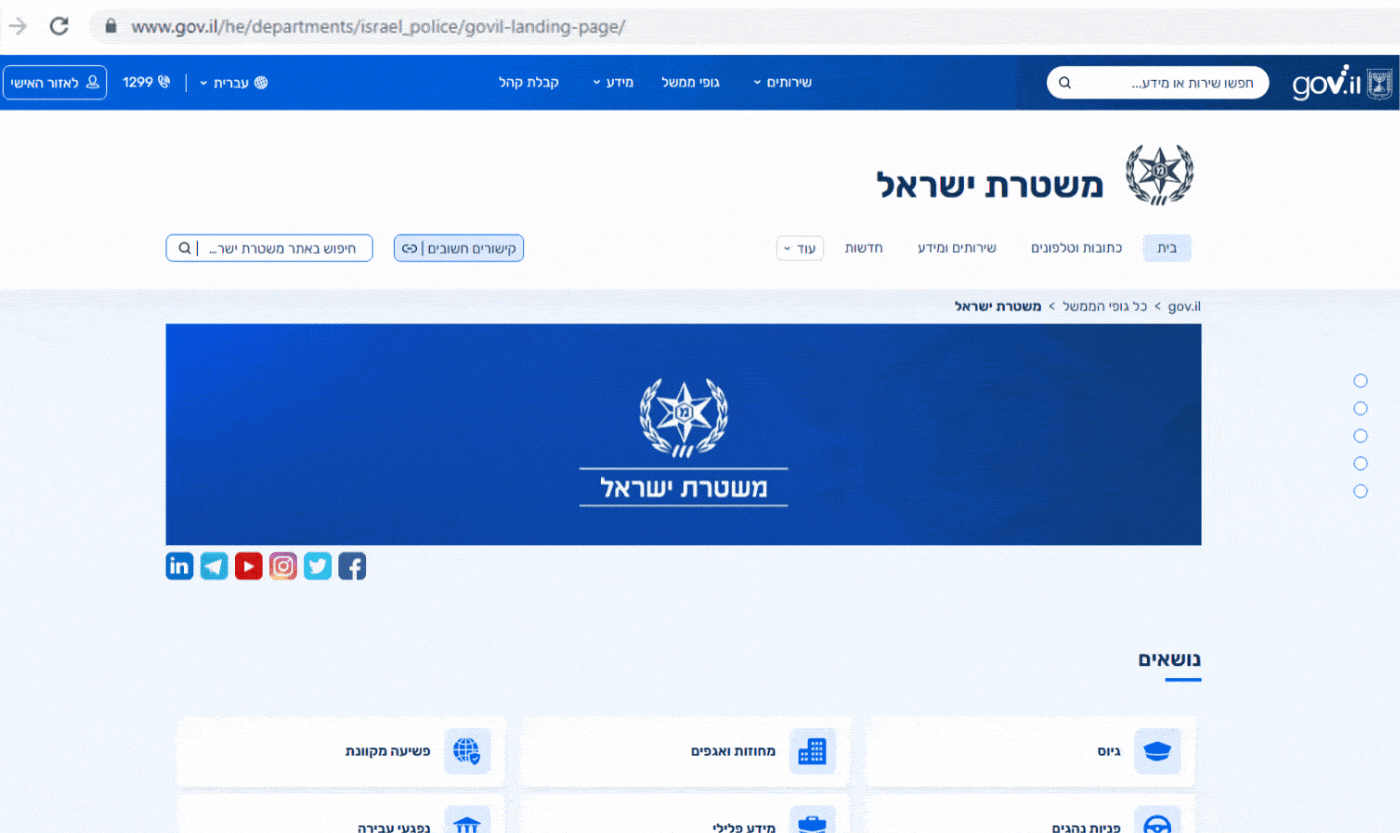 www.gov.il/he/departments/israel_police/govil-landing-page/
gov.il חפשו שירות או מידע... שירותים גופי ממשל מידע קבלת קהל עברית 1299 לאזור האישי
משטרת ישראל
בית כתובות וטלפונים שירותים ומידע חדשות עוד קישורים חשובים | חיפוש באתר משטרת ישר... |
gov.il > כל גופי הממשל > משטרת ישראל
מ
משטרת ישראל
נושאים
גיוס מחוזות ואגפים פשיעה מקוונת
פניות נהגים מידע פלילי נפגעי עבירה